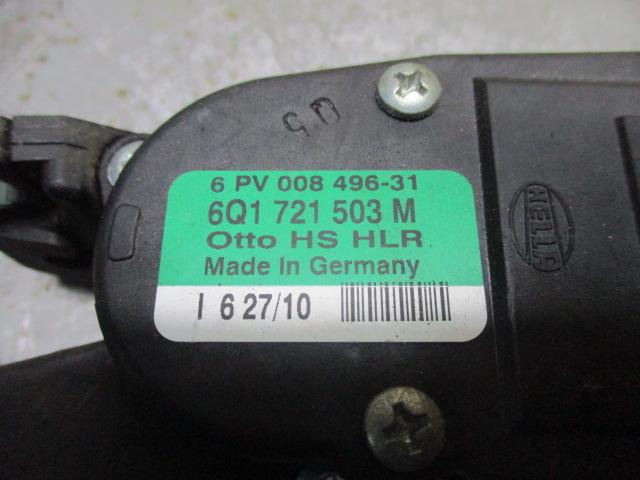 6 PV 008 496-31
6Q1 721 503 M
Otto HS HLR
Made In Germany
I 6 27/10
HELLA